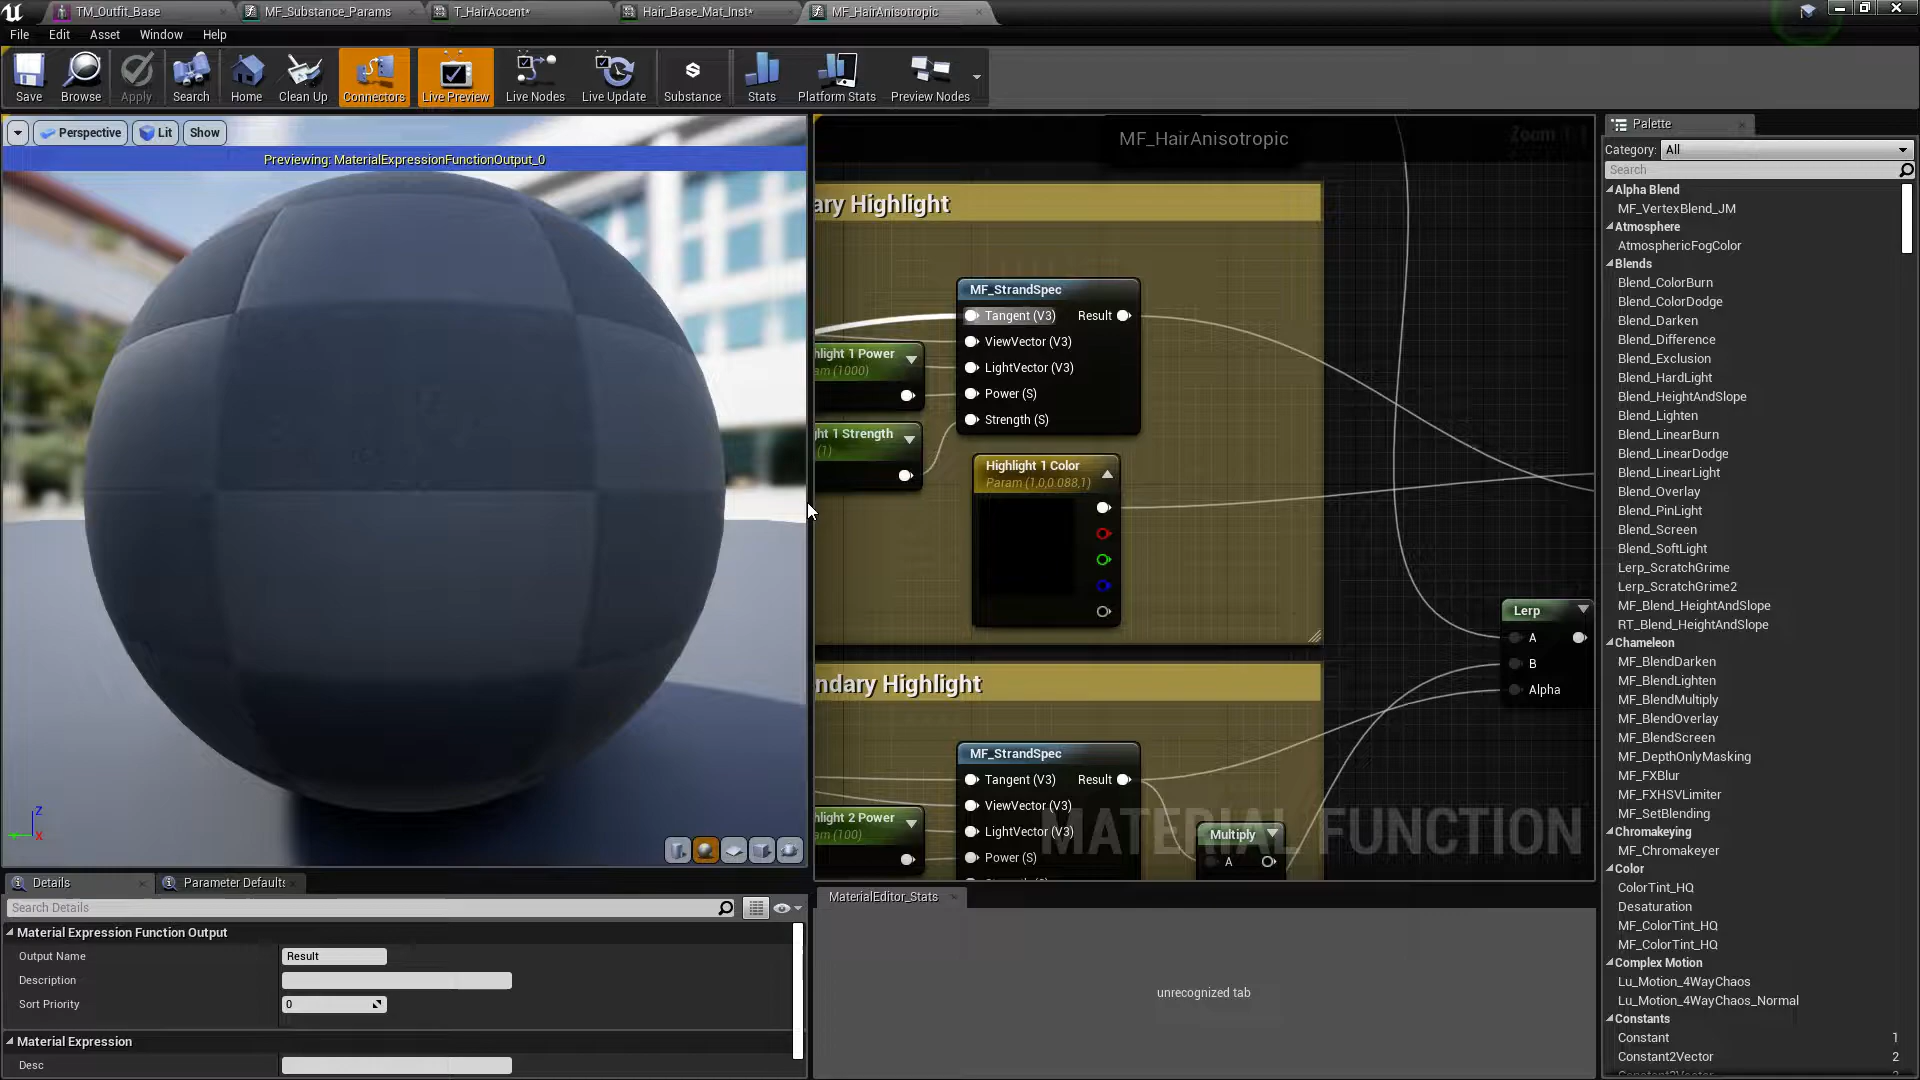 TM_Outfit_Base
MF_Substance_Params
T_HairAccent*
Hair_Base_Mat_Inst*
MF_HairAnisotropic
File
Edit
Asset
Window
Help
Save
Browse
Apply
Search
Home
Clean Up
Connectors
Live Preview
Live Nodes
Live Update
Substance
Stats
Platform Stats
Preview Nodes
Perspective
Lit
Show
Previewing: MaterialExpressionFunctionOutput_0
MF_HairAnisotropic
Zoom 1:1
ary Highlight
MF_StrandSpec
Tangent (V3)
Result
ViewVector (V3)
LightVector (V3)
Power (S)
Strength (S)
hlight 1 Power
am (1000)
ght 1 Strength
(1)
Highlight 1 Color
Param (1,0,0.088,1)
Lerp
A
B
Alpha
ndary Highlight
MF_StrandSpec
Tangent (V3)
Result
ViewVector (V3)
LightVector (V3)
Power (S)
hlight 2 Power
am (100)
Multiply
A
MATERIAL FUNCTION
Z
X
Details
Parameter Defaults
Search Details
Material Expression Function Output
Output Name
Result
Description
Sort Priority
0
Material Expression
Desc
MaterialEditor_Stats
unrecognized tab
Palette
Category:
All
Search
Alpha Blend
MF_VertexBlend_JM
Atmosphere
AtmosphericFogColor
Blends
Blend_ColorBurn
Blend_ColorDodge
Blend_Darken
Blend_Difference
Blend_Exclusion
Blend_HardLight
Blend_HeightAndSlope
Blend_Lighten
Blend_LinearBurn
Blend_LinearDodge
Blend_LinearLight
Blend_Overlay
Blend_PinLight
Blend_Screen
Blend_SoftLight
Lerp_ScratchGrime
Lerp_ScratchGrime2
MF_Blend_HeightAndSlope
RT_Blend_HeightAndSlope
Chameleon
MF_BlendDarken
MF_BlendLighten
MF_BlendMultiply
MF_BlendOverlay
MF_BlendScreen
MF_DepthOnlyMasking
MF_FXBlur
MF_FXHSVLimiter
MF_SetBlending
Chromakeying
MF_Chromakeyer
Color
ColorTint_HQ
Desaturation
MF_ColorTint_HQ
MF_ColorTint_HQ
Complex Motion
Lu_Motion_4WayChaos
Lu_Motion_4WayChaos_Normal
Constants
Constant 1
Constant2Vector 2